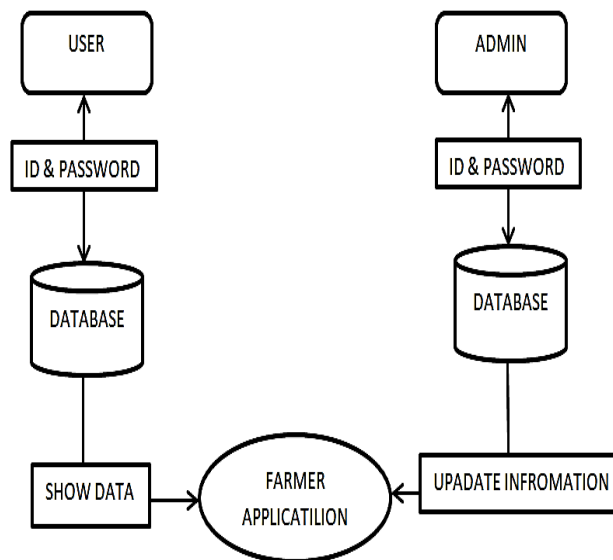 USER
ADMIN
ID & PASSWORD
ID & PASSWORD
DATABASE
DATABASE
SHOW DATA
FARMER
APPLICATILION
UPADATE INFROMATION